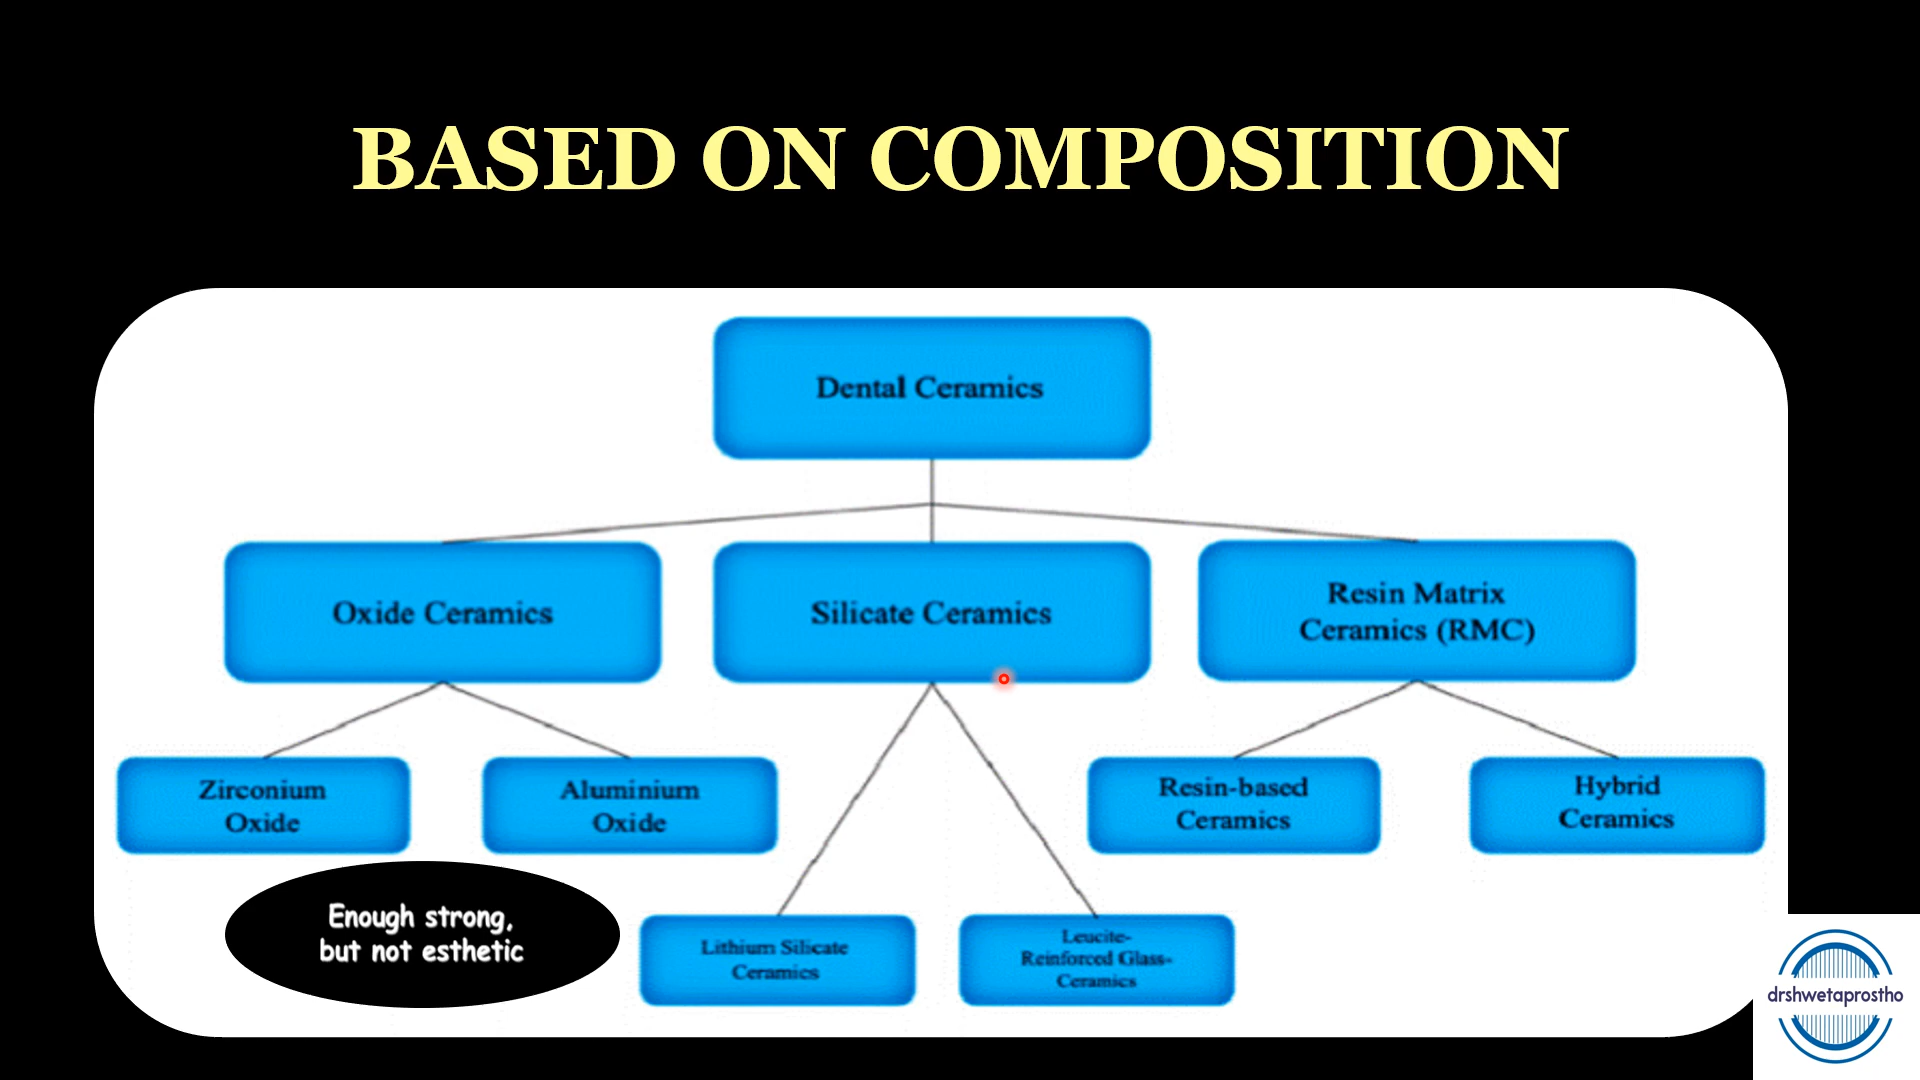 BASED ON COMPOSITION
Dental Ceramics
Oxide Ceramics
Silicate Ceramics
Resin Matrix
Ceramics (RMC)
Zirconium
Oxide
Aluminium
Oxide
Resin-based
Ceramics
Hybrid
Ceramics
Enough strong,
but not esthetic
Lithium Silicate
Ceramics
Leucite-
Reinforced Glass-
Ceramics
drshwetaprostho